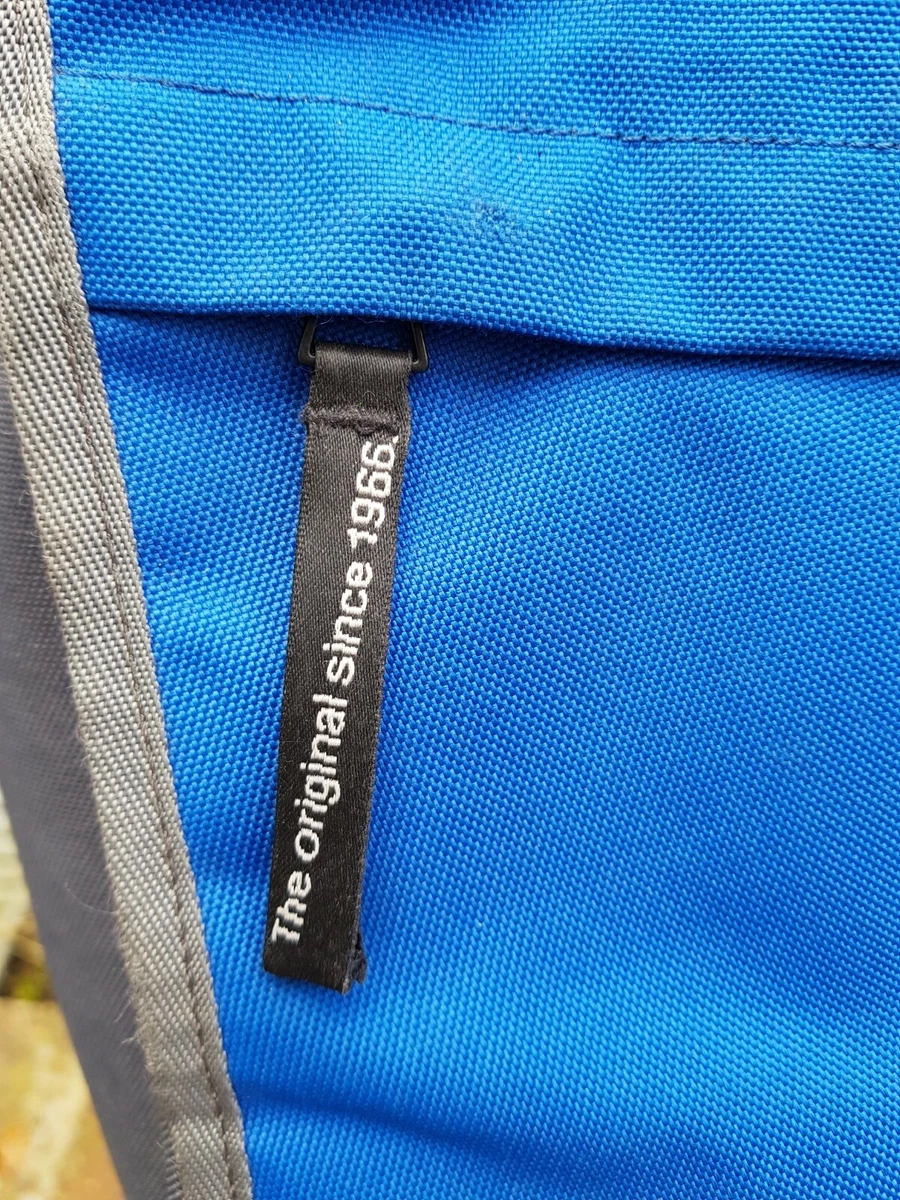 The original since 1966.